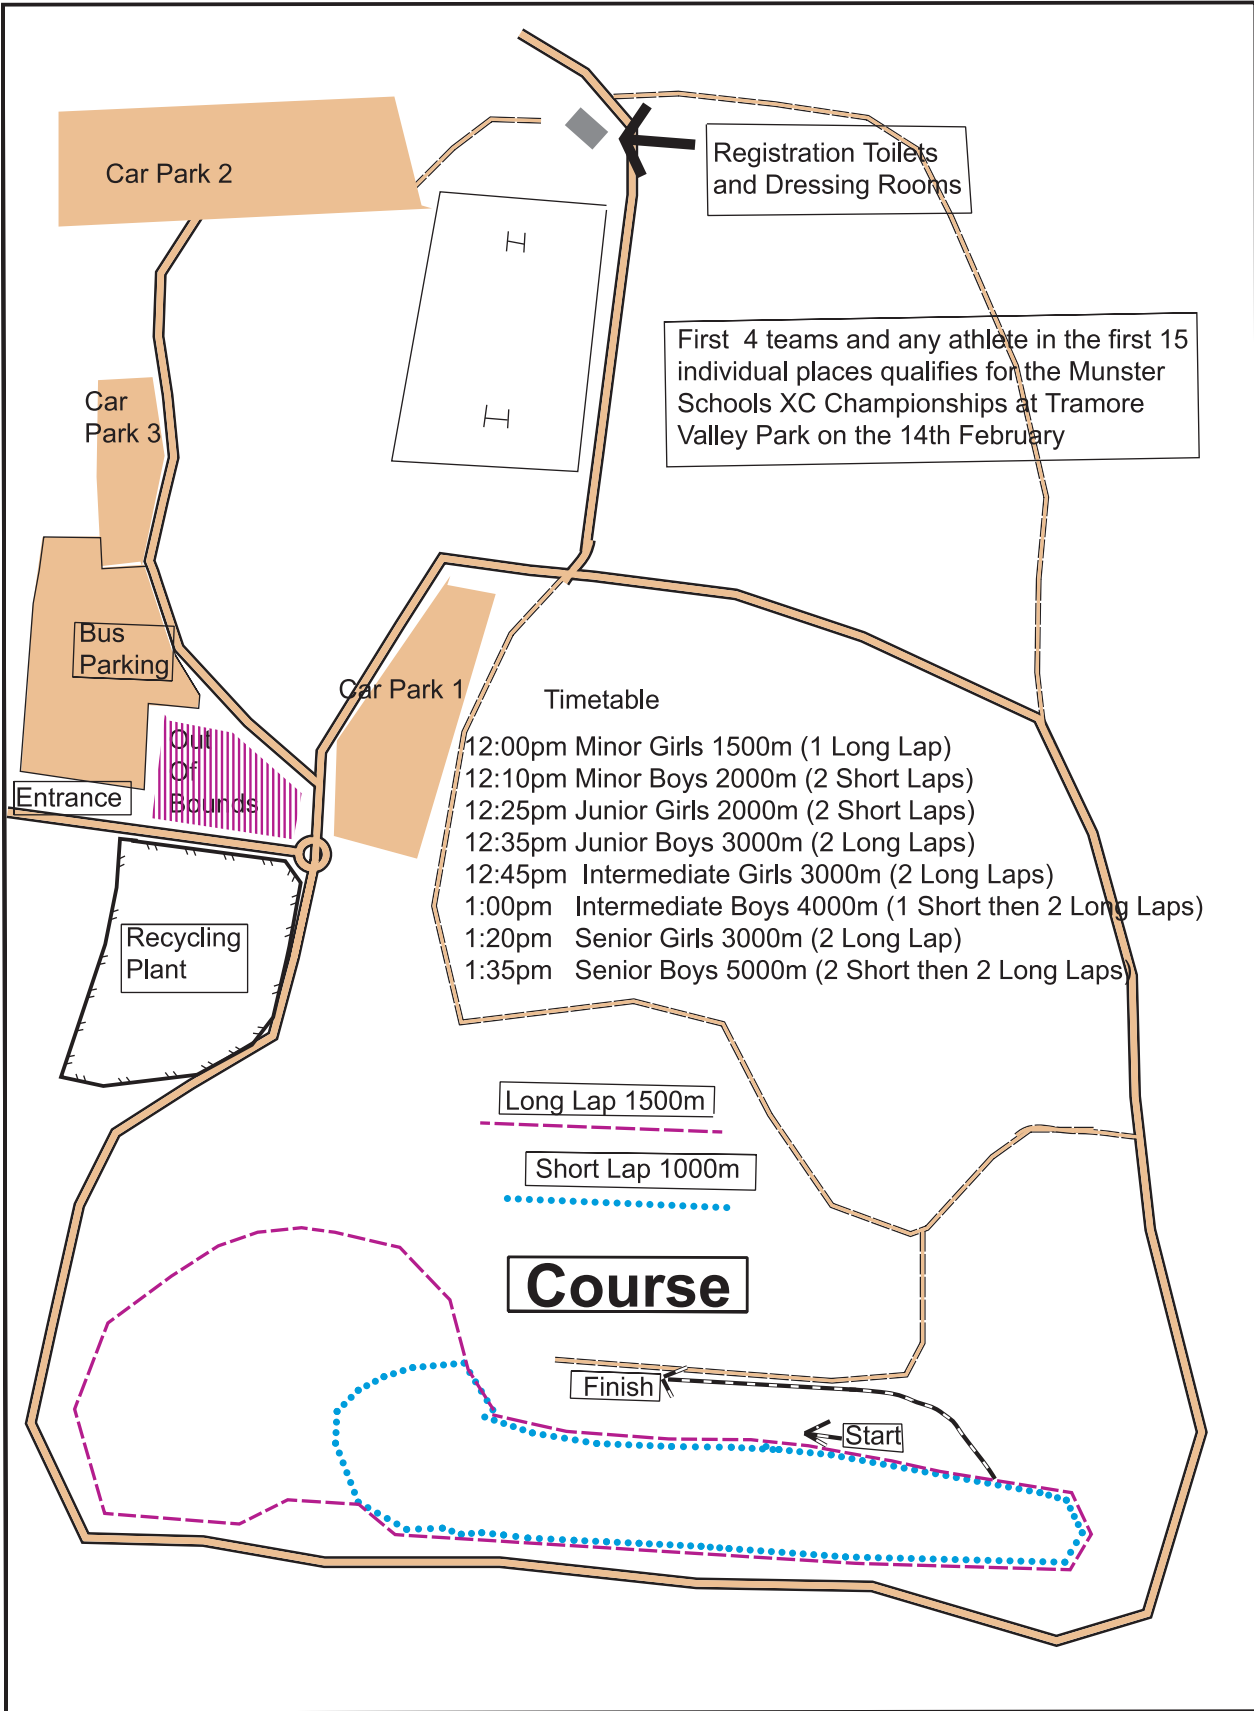 Car Park 2
Registration Toilets
and Dressing Rooms
First 4 teams and any athlete in the first 15
individual places qualifies for the Munster
Schools XC Championships at Tramore
Valley Park on the 14th February
Car
Park 3
Bus
Parking
Car Park 1
Out
Of
Bounds
Entrance
Timetable
12:00pm Minor Girls 1500m (1 Long Lap)
12:10pm Minor Boys 2000m (2 Short Laps)
12:25pm Junior Girls 2000m (2 Short Laps)
12:35pm Junior Boys 3000m (2 Long Laps)
12:45pm Intermediate Girls 3000m (2 Long Laps)
1:00pm Intermediate Boys 4000m (1 Short then 2 Long Laps)
1:20pm Senior Girls 3000m (2 Long Lap)
1:35pm Senior Boys 5000m (2 Short then 2 Long Laps)
Recycling
Plant
Long Lap 1500m
Short Lap 1000m
Course
Finish
Start